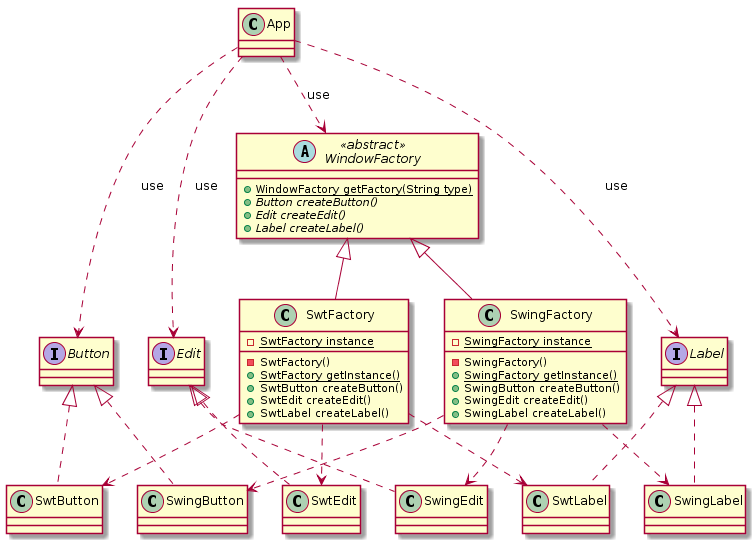 C App
use
use
use
use
A «abstract»
WindowFactory
WindowFactory getFactory(String type)
Button createButton()
Edit createEdit()
Label createLabel()
C SwtFactory
SwtFactory instance
SwtFactory()
SwtFactory getInstance()
SwtButton createButton()
SwtEdit createEdit()
SwtLabel createLabel()
C SwingFactory
SwingFactory instance
SwingFactory()
SwingFactory getInstance()
SwingButton createButton()
SwingEdit createEdit()
SwingLabel createLabel()
I Button
I Edit
I Label
C SwtButton
C SwingButton
C SwtEdit
C SwingEdit
C SwtLabel
C SwingLabel